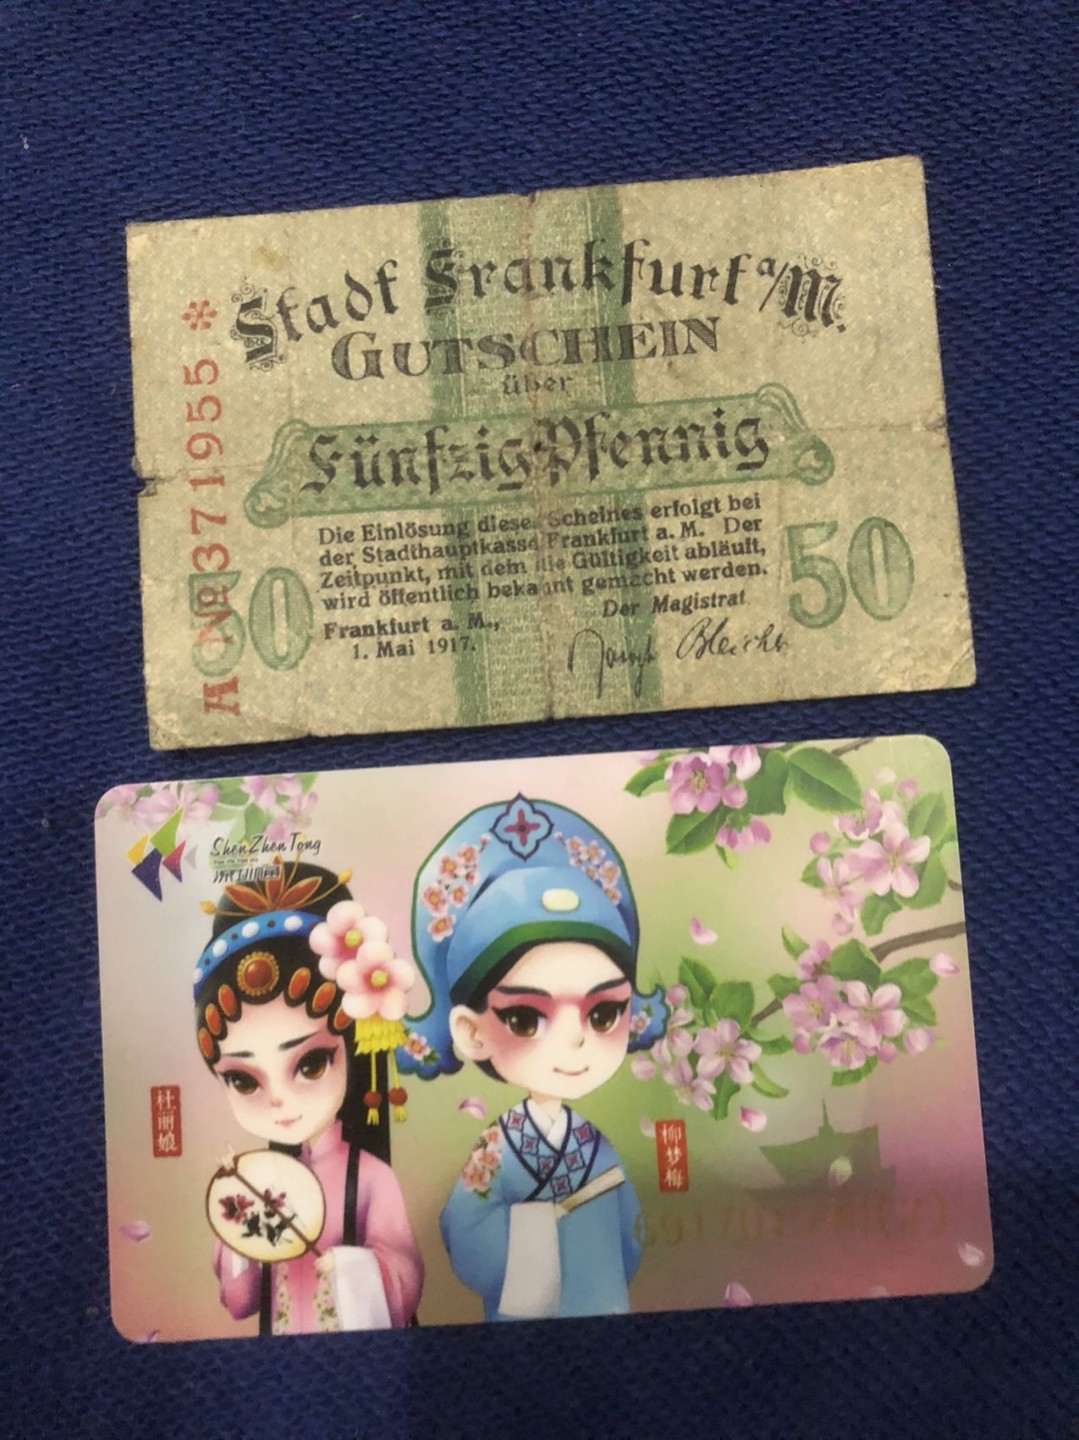 Stadt Frankfurt a/M.
GUTSCHEIN
über
Fünfzig Pfennig
Die Einlösung dieses Scheines erfolgt bei
der Stadthauptkasse Frankfurt a. M. Der
Zeitpunkt, mit dem die Gültigkeit abläuft,
wird öffentlich bekannt gemacht werden.
Frankfurt a. M.,
1. Mai 1917.
Der Magistrat
50
50
A № 371955 *
ShenZhenTong
深圳通
杜丽娘
柳梦梅